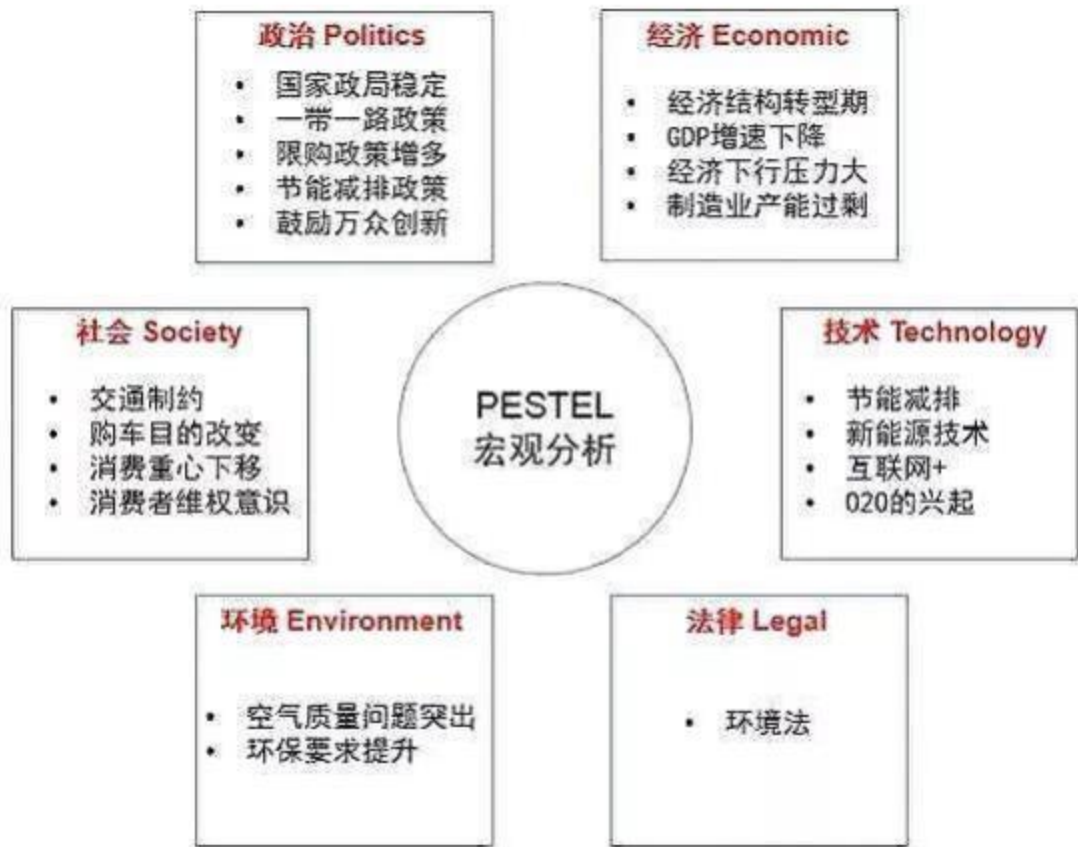 政治 Politics
• 国家政局稳定
• 一带一路政策
• 限购政策增多
• 节能减排政策
• 鼓励万众创新
经济 Economic
• 经济结构转型期
• GDP增速下降
• 经济下行压力大
• 制造业产能过剩
社会 Society
• 交通制约
• 购车目的改变
• 消费重心下移
• 消费者维权意识
PESTEL
宏观分析
技术 Technology
• 节能减排
• 新能源技术
• 互联网+
• O2O的兴起
环境 Environment
• 空气质量问题突出
• 环保要求提升
法律 Legal
• 环境法